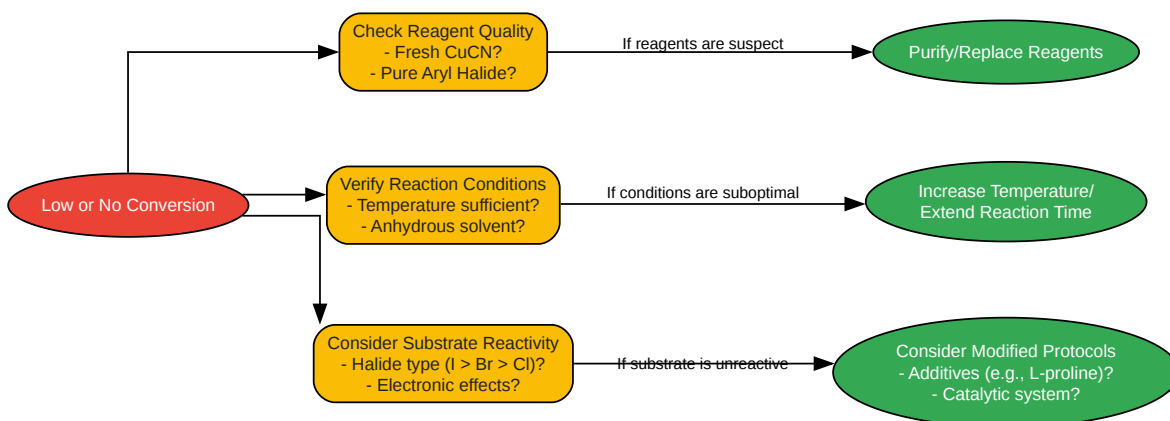 Check Reagent Quality
- Fresh CuCN?
- Pure Aryl Halide?
If reagents are suspect
Purify/Replace Reagents
Low or No Conversion
Verify Reaction Conditions
- Temperature sufficient?
- Anhydrous solvent?
If conditions are suboptimal
Increase Temperature/
Extend Reaction Time
Consider Substrate Reactivity
- Halide type (I > Br > Cl)?
- Electronic effects?
If substrate is unreactive
Consider Modified Protocols
- Additives (e.g., L-proline)?
- Catalytic system?